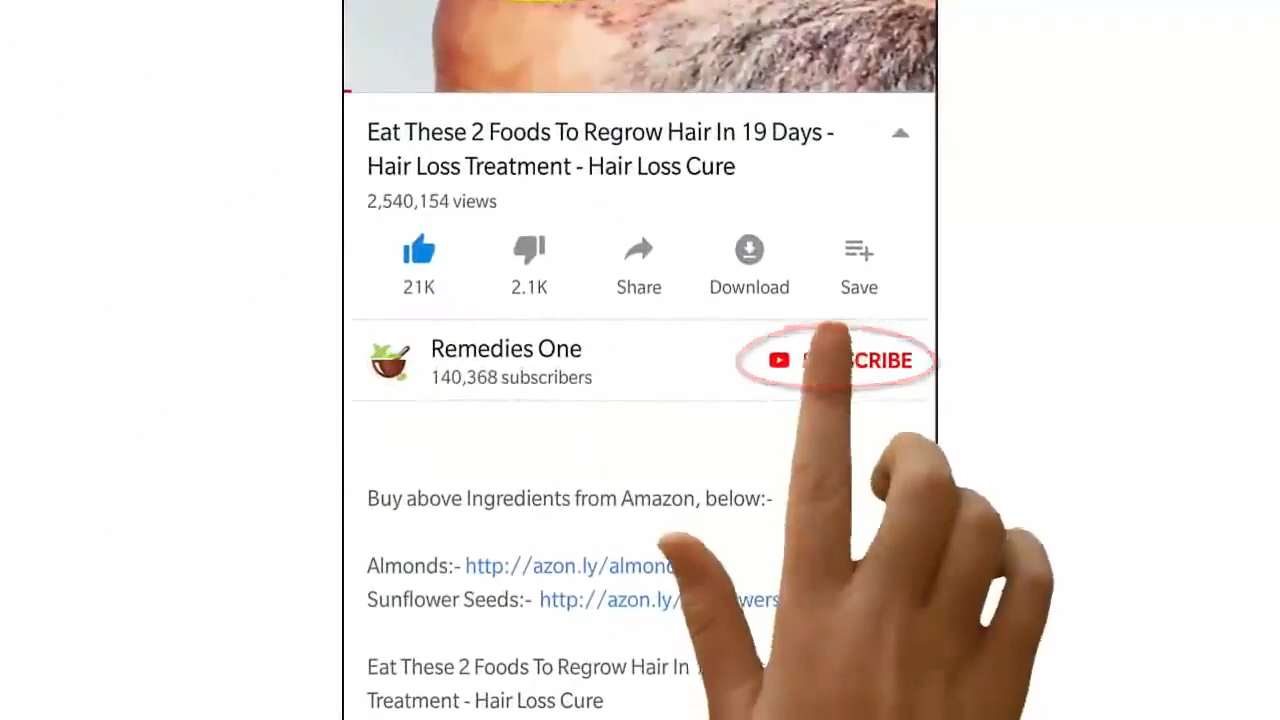 Eat These 2 Foods To Regrow Hair In 19 Days -
Hair Loss Treatment - Hair Loss Cure
2,540,154 views
21K
2.1K
Share
Download
Save
Remedies One
140,368 subscribers
CRIBE
Buy above Ingredients from Amazon, below:-
Almonds:- http://azon.ly/almon
Sunflower Seeds:- http://azon.ly/ wers
Eat These 2 Foods To Regrow Hair In
Treatment - Hair Loss Cure